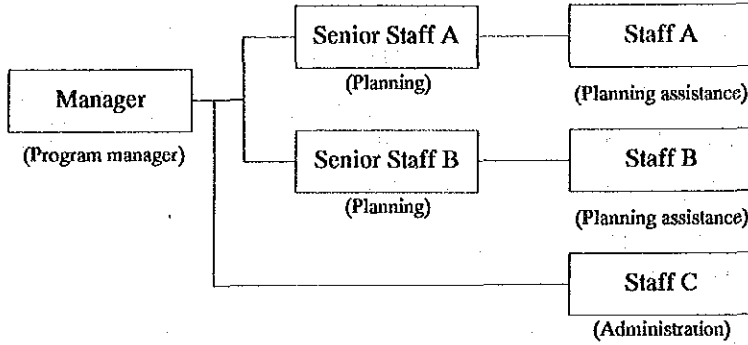 Senior Staff A
Staff A
Manager
(Planning)
(Planning assistance)
(Program manager)
Senior Staff B
Staff B
(Planning)
(Planning assistance)
Staff C
(Administration)